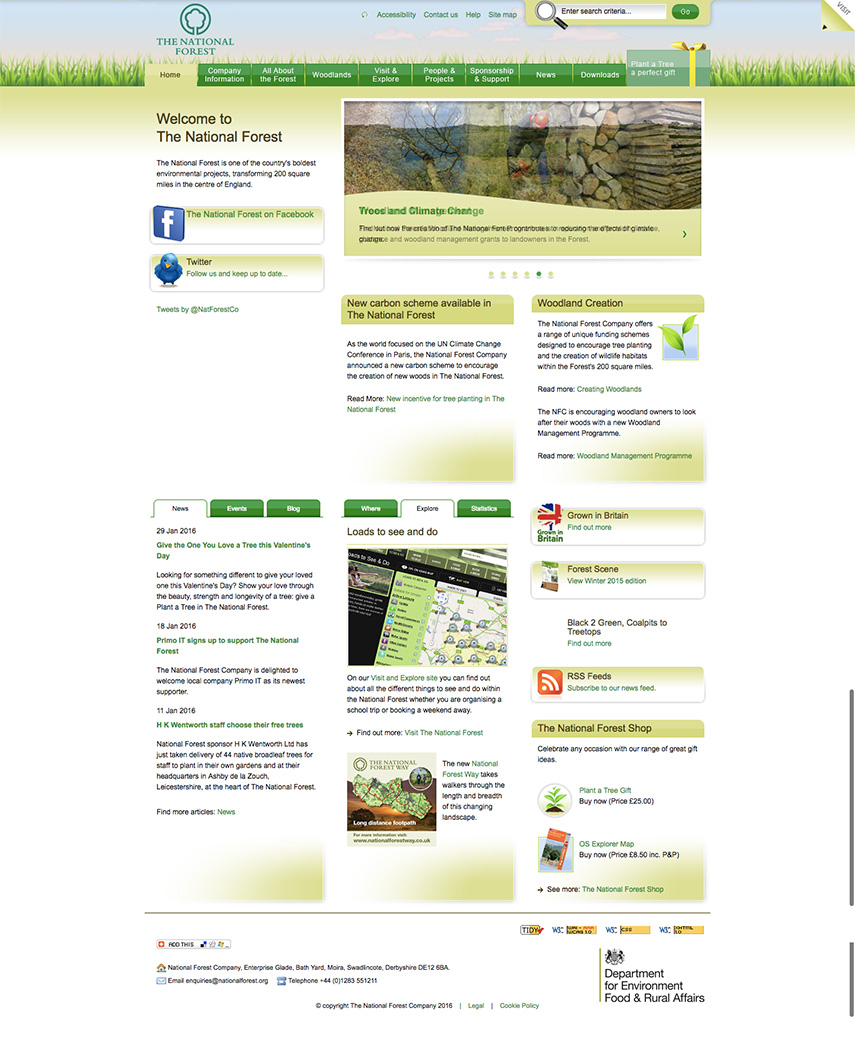 THE NATIONAL
FOREST
Accessibility
Contact us
Help
Site map
Enter search criteria...
Go
VISIT
Home
Company
Information
All About
the Forest
Woodlands
Visit &
Explore
People &
Projects
Sponsorship
& Support
News
Downloads
Plant a Tree
a perfect gift
Welcome to
The National Forest
The National Forest is one of the country's boldest
environmental projects, transforming 200 square
miles in the centre of England.
The National Forest on Facebook
Twitter
Follow us and keep up to date...
Tweets by @NatForestCo
and Climate Change
and woodland management grants to landowners in the Forest.
New carbon scheme available in
The National Forest
As the world focused on the UN Climate Change
Conference in Paris, the National Forest Company
announced a new carbon scheme to encourage
the creation of new woods in The National Forest.
Read More: New incentive for tree planting in The
National Forest
Woodland Creation
The National Forest Company offers
a range of unique funding schemes
designed to encourage tree planting
and the creation of wildlife habitats
within the Forest's 200 square miles.
Read more: Creating Woodlands
The NFC is encouraging woodland owners to look
after their woods with a new Woodland
Management Programme.
Read more: Woodland Management Programme
News
Events
Blog
29 Jan 2016
Give the One You Love a Tree this Valentine's
Day
Looking for something different to give your loved
one this Valentine's Day? Show your love through
the beauty, strength and longevity of a tree: give a
Plant a Tree in The National Forest.
18 Jan 2016
Primo IT signs up to support The National
Forest
The National Forest Company is delighted to
welcome local company Primo IT as its newest
supporter.
11 Jan 2016
H K Wentworth staff choose their free trees
National Forest sponsor H K Wentworth Ltd has
just taken delivery of 44 native broadleaf trees for
staff to plant in their own gardens and at their
headquarters in Ashby de la Zouch,
Leicestershire, at the heart of The National Forest.
Find more articles: News
Where
Explore
Statistics
Loads to see and do
Loads to See & Do
On our Visit and Explore site you can find out
about all the different things to see and do within
the National Forest whether you are organising a
school trip or booking a weekend away.
Find out more: Visit The National Forest
THE NATIONAL
FOREST WAY
Long distance footpath
For more information visit:
www.nationalforestway.co.uk
The new National
Forest Way takes
walkers through the
length and breadth
of this changing
landscape.
Grown in
Britain
Grown in Britain
Find out more
Forest Scene
View Winter 2015 edition
Black 2 Green, Coalpits to
Treetops
Find out more
RSS Feeds
Subscribe to our news feed.
The National Forest Shop
Celebrate any occasion with our range of great gift
ideas.
Plant a Tree Gift
Buy now (Price £25.00)
OS Explorer Map
Buy now (Price £8.50 inc. P&P)
See more: The National Forest Shop
ADD THIS
TIDY
W3C
WCAG 1.0
W3C CSS
W3C XHTML
1.0
National Forest Company, Enterprise Glade, Bath Yard, Moira, Swadlincote, Derbyshire DE12 6BA.
Email enquiries@nationalforest.org
Telephone +44 (0)1283 551211
Department
for Environment
Food & Rural Affairs
© copyright The National Forest Company 2016 | Legal | Cookie Policy